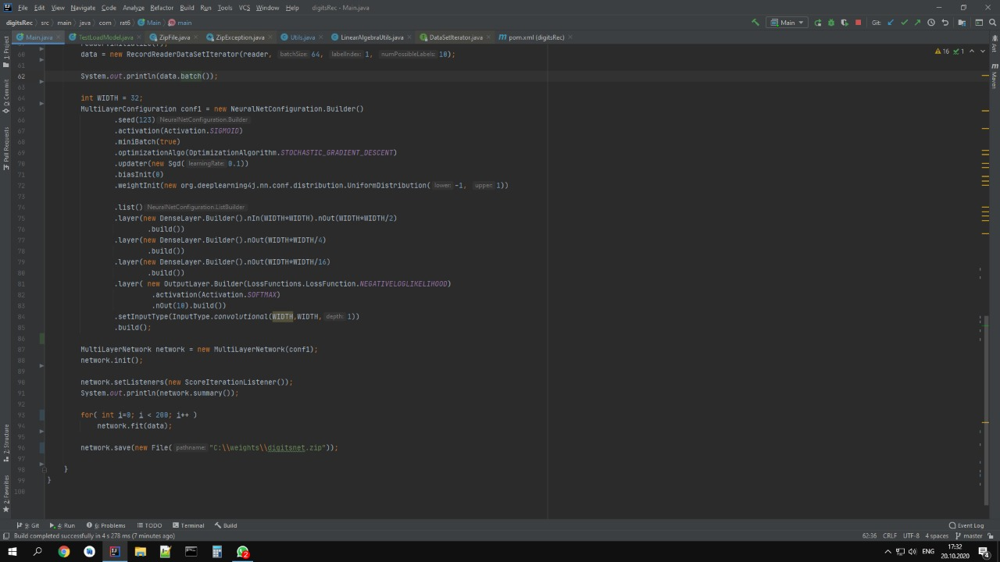 File Edit View Navigate Code Analyze Refactor Build Run Tools VCS Window Help digitsRec - Main.java
digitsRec src main java com rat6 Main main Main Git:
Main.java TestLoadModel.java ZipFile.java ZipException.java Utils.java LinearAlgebraUtils.java DataSetIterator.java pom.xml (digitsRec)
60 data = new RecordReaderDataSetIterator(reader, batchSize: 64, labelIndex: 1, numPossibleLabels: 10);
61
62 System.out.println(data.batch());
63
64 int WIDTH = 32;
65 MultiLayerConfiguration conf1 = new NeuralNetConfiguration.Builder()
66 .seed(123) NeuralNetConfiguration.Builder
67 .activation(Activation.SIGMOID)
68 .miniBatch(true)
69 .optimizationAlgo(OptimizationAlgorithm.STOCHASTIC_GRADIENT_DESCENT)
70 .updater(new Sgd( learningRate: 0.1))
71 .biasInit(0)
72 .weightInit(new org.deeplearning4j.nn.conf.distribution.UniformDistribution( lower: -1, upper: 1))
73
74 .list() NeuralNetConfiguration.ListBuilder
75 .layer(new DenseLayer.Builder().nIn(WIDTH*WIDTH).nOut(WIDTH*WIDTH/2)
76 .build())
77 .layer(new DenseLayer.Builder().nOut(WIDTH*WIDTH/4)
78 .build())
79 .layer(new DenseLayer.Builder().nOut(WIDTH*WIDTH/16)
80 .build())
81 .layer( new OutputLayer.Builder(LossFunctions.LossFunction.NEGATIVELOGLIKELIHOOD)
82 .activation(Activation.SOFTMAX)
83 .nOut(10).build())
84 .setInputType(InputType.convolutional(WIDTH,WIDTH, depth: 1))
85 .build();
86
87 MultiLayerNetwork network = new MultiLayerNetwork(conf1);
88 network.init();
89
90 network.setListeners(new ScoreIterationListener());
91 System.out.println(network.summary());
92
93 for( int i=0; i < 200; i++ )
94 network.fit(data);
95
96 network.save(new File( pathname: "C:\\weights\\digitsnet.zip"));
97
98 }
99 }
100
16 1
1: Project
0: Commit
Pull Requests
7: Structure
2: Favorites
Ant
Maven
9: Git 4: Run 6: Problems TODO Terminal Build Event Log
Build completed successfully in 4 s 278 ms (7 minutes ago) 62:36 CRLF UTF-8 4 spaces master
2 ENG 17:32
20.10.2020 4